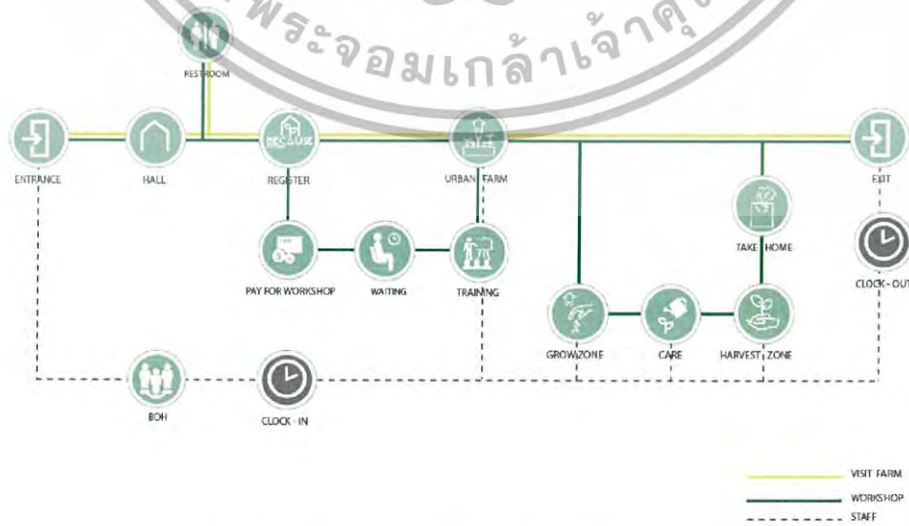 พระจอมเกล้าเจ้าคุ
RESTROOM
ENTRANCE
HALL
BECAUSE
REGISTER
URBAN FARM
EXIT
TAKE HOME
PAY FOR WORKSHOP
WAITING
TRAINING
CLOCK - OUT
GROW ZONE
CARE
HARVEST ZONE
BOH
CLOCK - IN
VISIT FARM
WORKSHOP
STAFF